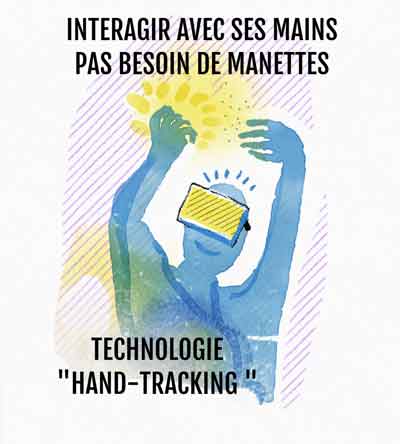 INTERAGIR AVEC SES MAINS
PAS BESOIN DE MANETTES
TECHNOLOGIE
"HAND-TRACKING "